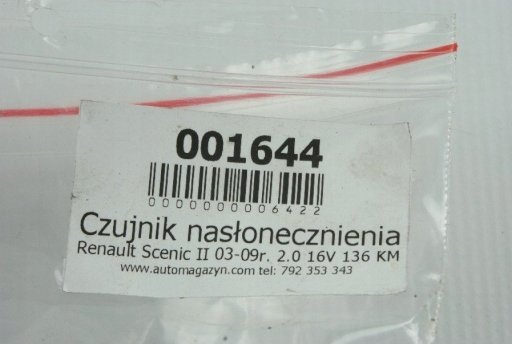 001644
0000000006422
Czujnik nasłonecznienia
Renault Scenic II 03-09r. 2.0 16V 136 KM
www.automagazyn.com tel: 792 353 343